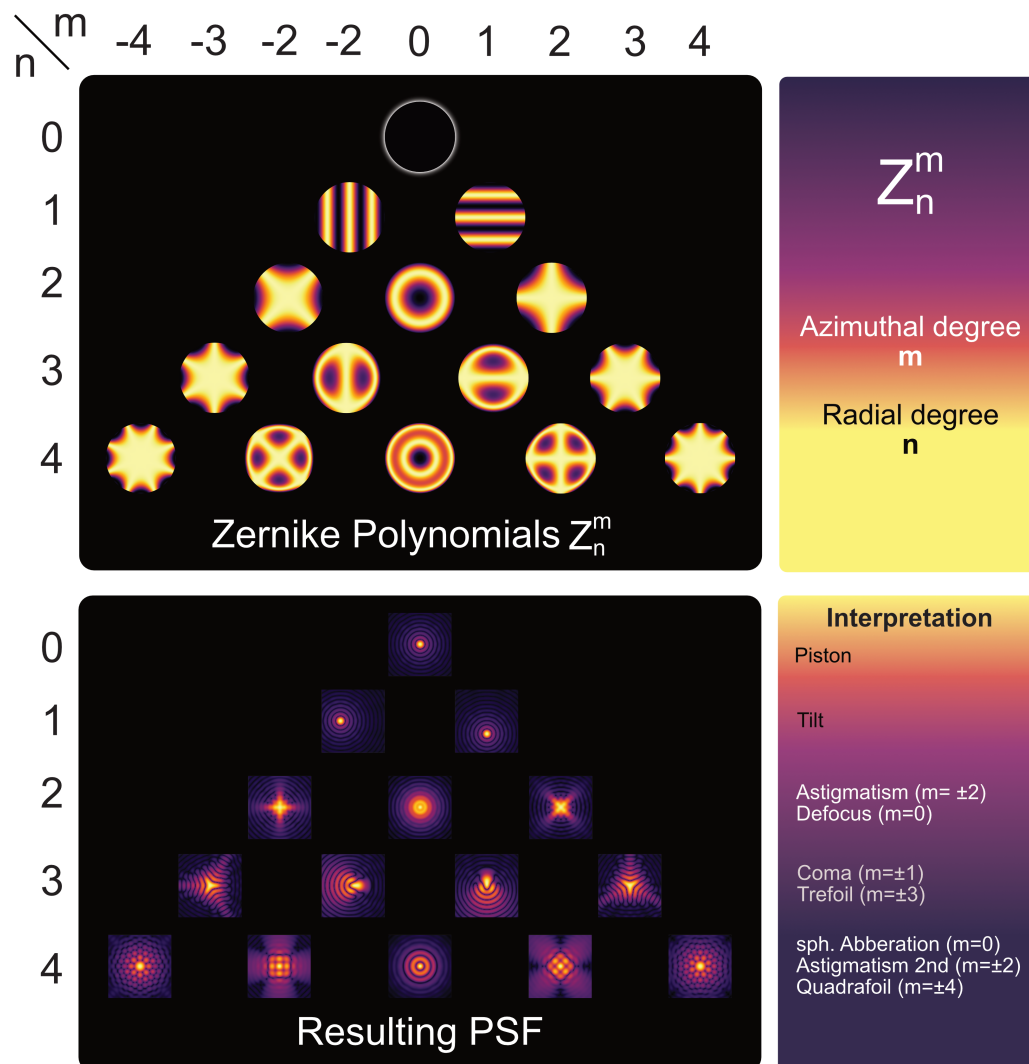 m
n
-4 -3 -2 -2 0 1 2 3 4
0
1
2
3
4
Zernike Polynomials Z_n^m
Z_n^m
Azimuthal degree
m
Radial degree
n
0
1
2
3
4
Resulting PSF
Interpretation
Piston
Tilt
Astigmatism (m= ±2)
Defocus (m=0)
Coma (m=±1)
Trefoil (m=±3)
sph. Abberation (m=0)
Astigmatism 2nd (m=±2)
Quadrafoil (m=±4)